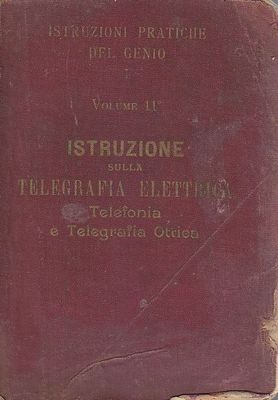 ISTRUZIONI PRATICHE
DEL GENIO
VOLUME 11°
ISTRUZIONE
SULLA
TELEGRAFIA ELETTRICA
Telefonia
e Telegrafia Ottica